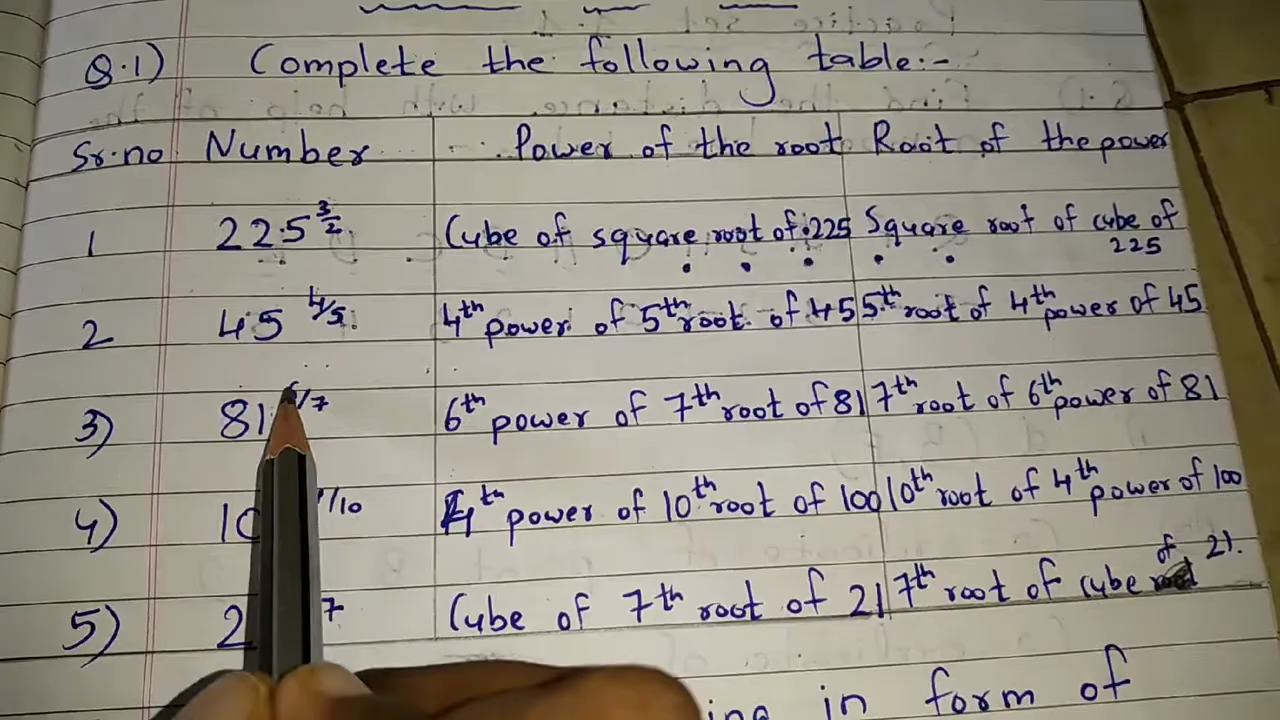 Q.1) Complete the following table:-
Sr.no Number Power of the root Root of the power
1 225^3/2 Cube of square root of 225 Square root of cube of 225
2 45^4/5 4th power of 5th root of 45 5th root of 4th power of 45
3) 81 /7 6th power of 7th root of 81 7th root of 6th power of 81
4) /10 4th power of 10th root of 100 10th root of 4th power of 100
5) 2 7 Cube of 7th root of 21 7th root of cube of 21.
in form of